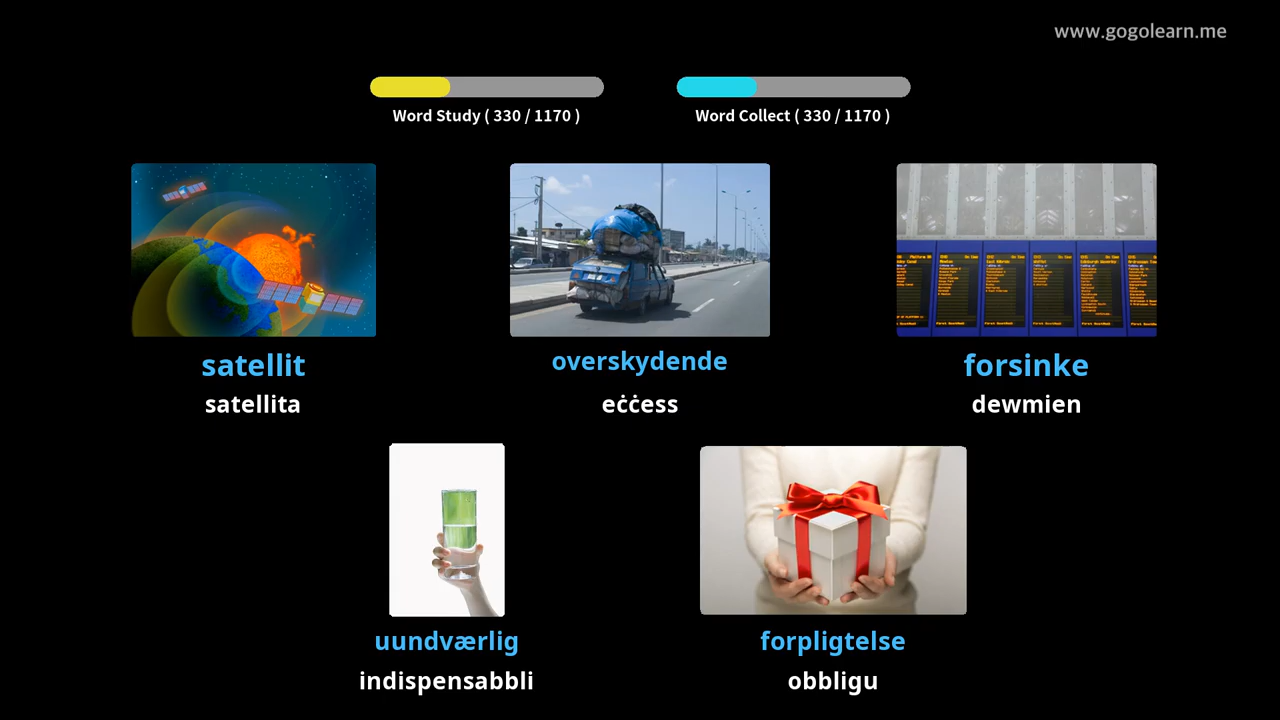 www.gogolearn.me
Word Study ( 330 / 1170 )
Word Collect ( 330 / 1170 )
satellit
satellita
overskydende
eċċess
forsinke
dewmien
uundværlig
indispensabbli
forpligtelse
obbligu